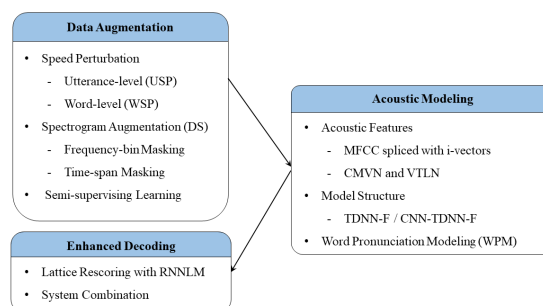 Data Augmentation
• Speed Perturbation
- Utterance-level (USP)
- Word-level (WSP)
• Spectrogram Augmentation (DS)
- Frequency-bin Masking
- Time-span Masking
• Semi-supervising Learning
Acoustic Modeling
• Acoustic Features
- MFCC spliced with i-vectors
- CMVN and VTLN
• Model Structure
- TDNN-F / CNN-TDNN-F
• Word Pronunciation Modeling (WPM)
Enhanced Decoding
• Lattice Rescoring with RNNLM
• System Combination